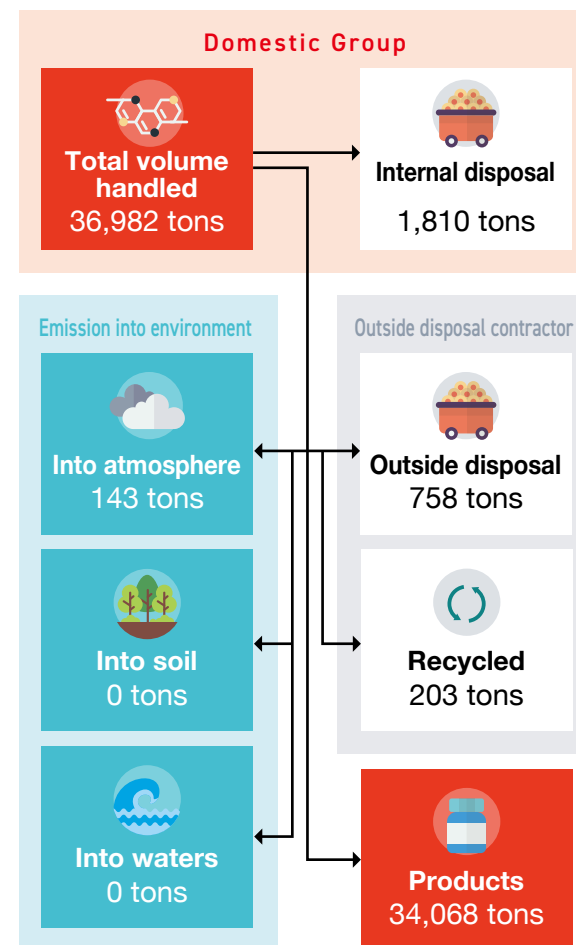 Domestic Group
Total volume
handled
36,982 tons
Internal disposal
1,810 tons
Emission into environment
Into atmosphere
143 tons
Into soil
0 tons
Into waters
0 tons
Outside disposal contractor
Outside disposal
758 tons
Recycled
203 tons
Products
34,068 tons